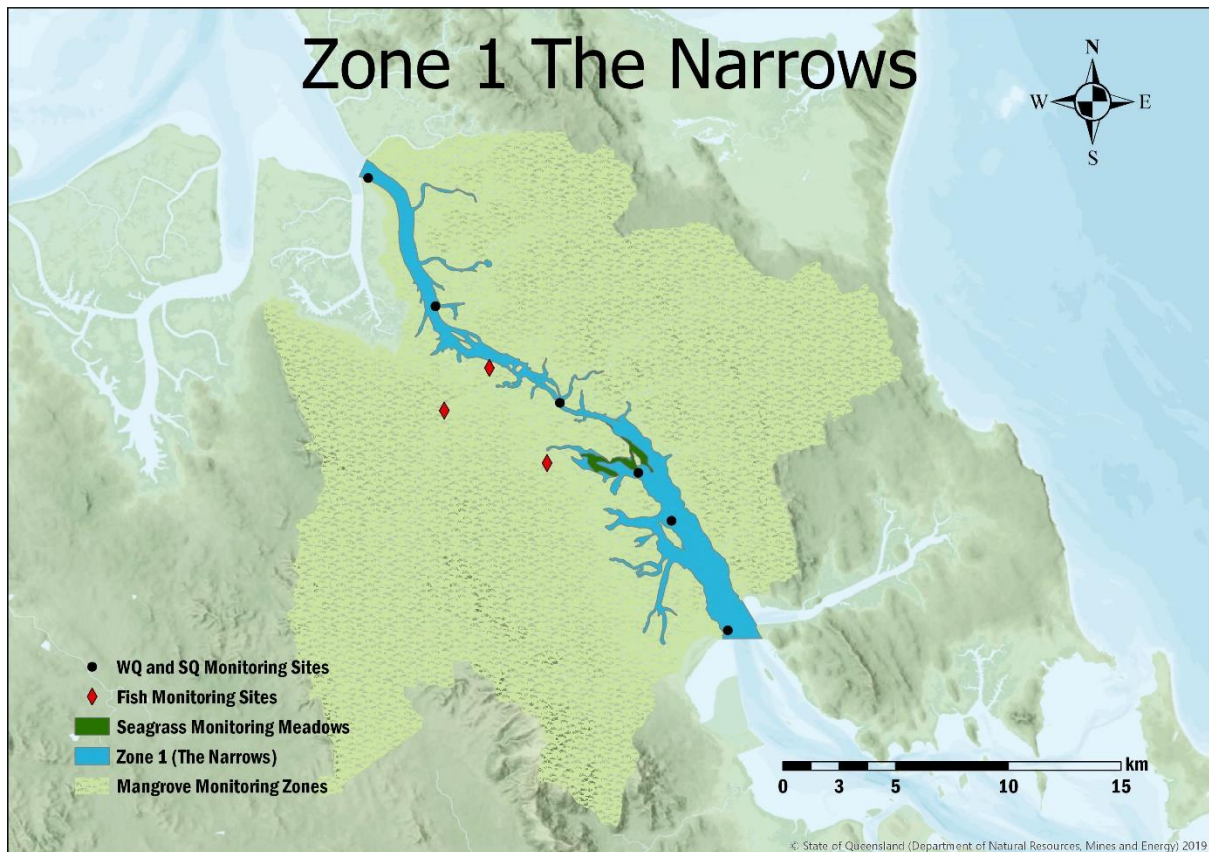 Zone 1 The Narrows
N
W E
S
WQ and SQ Monitoring Sites
Fish Monitoring Sites
Seagrass Monitoring Meadows
Zone 1 (The Narrows)
Mangrove Monitoring Zones
km
0 3 5 10 15
© State of Queensland (Department of Natural Resources, Mines and Energy) 2019